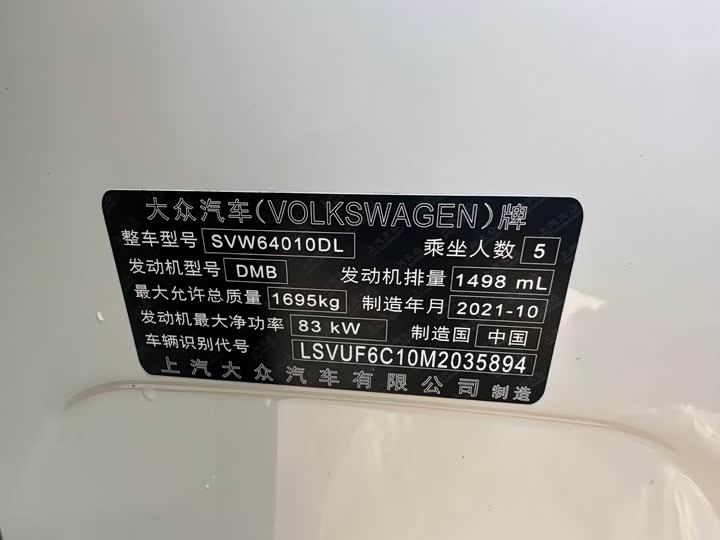 大众汽车(VOLKSWAGEN)牌
整车型号 SVW64010DL 乘坐人数 5
发动机型号 DMB 发动机排量 1498 mL
最大允许总质量 1695kg 制造年月 2021-10
发动机最大净功率 83 kW 制造国 中国
车辆识别代号 LSVUF6C10M2035894
上汽大众汽车有限公司 制造